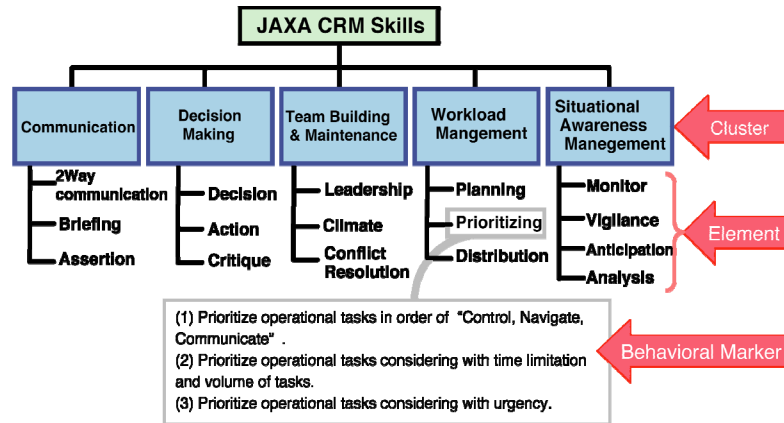 JAXA CRM Skills
Communication
Decision
Making
Team Building
& Maintenance
Workload
Mangement
Situational
Awareness
Manegement
Cluster
2Way
communication
Briefing
Assertion
Decision
Action
Critique
Leadership
Climate
Conflict
Resolution
Planning
Prioritizing
Distribution
Monitor
Vigilance
Anticipation
Analysis
Element
(1) Prioritize operational tasks in order of “Control, Navigate,
Communicate” .
(2) Prioritize operational tasks considering with time limitation
and volume of tasks.
(3) Prioritize operational tasks considering with urgency.
Behavioral Marker